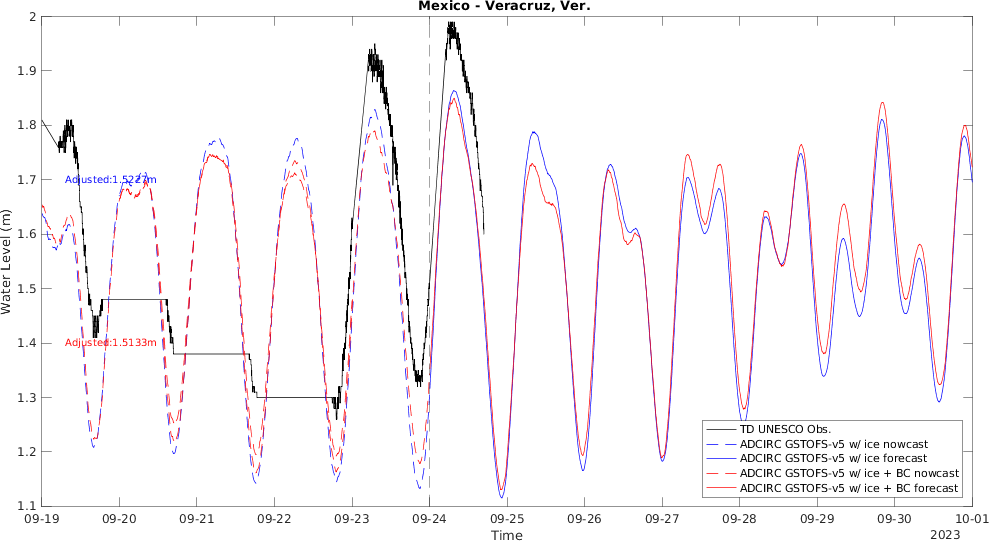 Mexico - Veracruz, Ver.
2
1.9
1.8
1.7
1.6
1.5
1.4
1.3
1.2
1.1
Water Level (m)
Adjusted:1.5227m
Adjusted:1.5133m
TD UNESCO Obs.
ADCIRC GSTOFS-v5 w/ ice nowcast
ADCIRC GSTOFS-v5 w/ ice forecast
ADCIRC GSTOFS-v5 w/ ice + BC nowcast
ADCIRC GSTOFS-v5 w/ ice + BC forecast
09-19 09-20 09-21 09-22 09-23 09-24 09-25 09-26 09-27 09-28 09-29 09-30 10-01
Time
2023